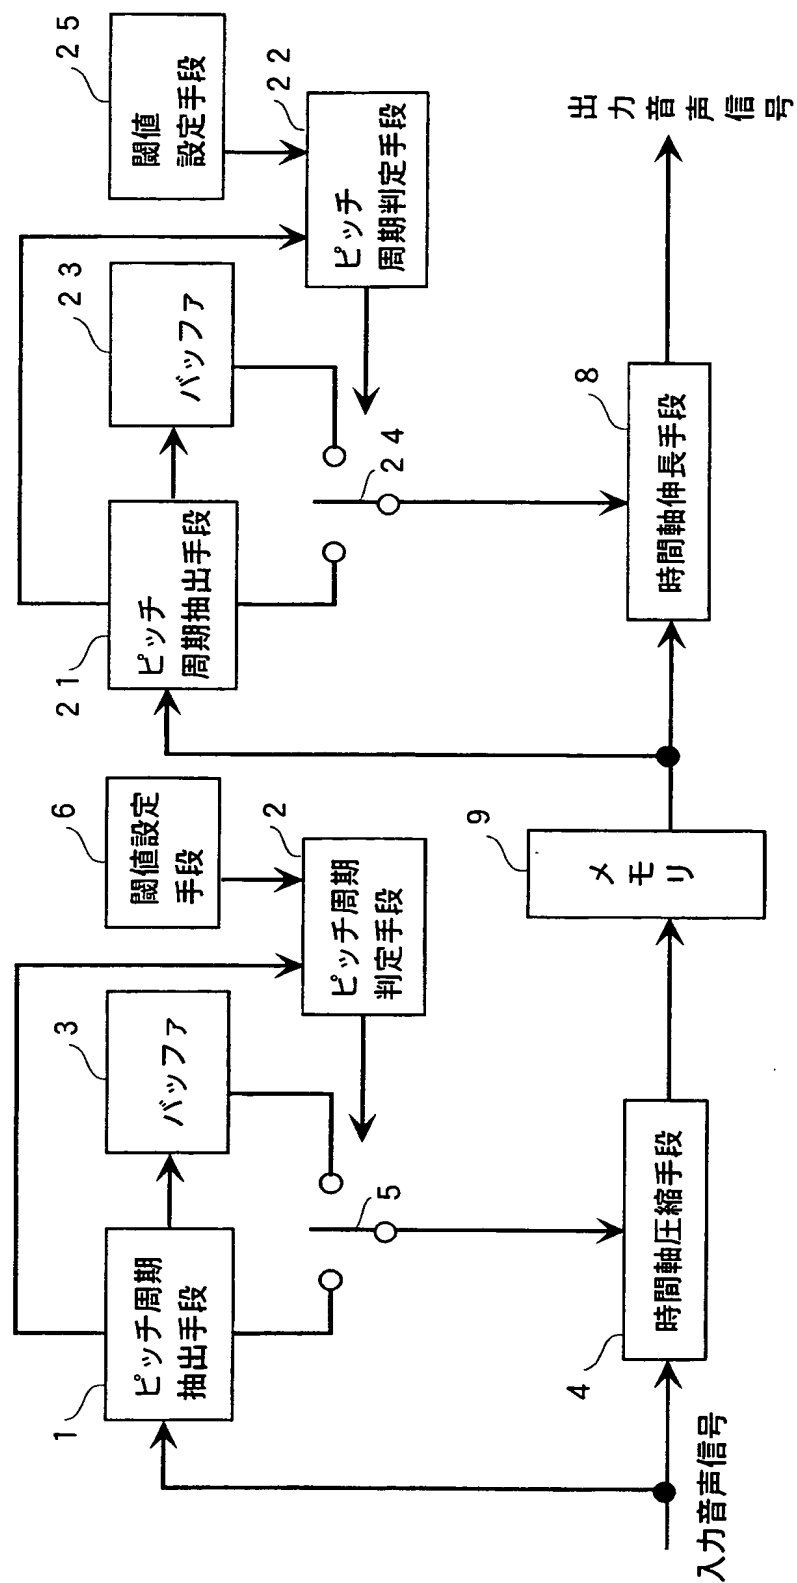 入力音声信号
1
ピッチ周期
抽出手段
3
バッファ
6
閾値設定
手段
2
ピッチ周期
判定手段
5
4
時間軸圧縮手段
9
メモリ
21
ピッチ
周期抽出手段
23
バッファ
25
閾値
設定手段
22
ピッチ
周期判定手段
24
8
時間軸伸長手段
出力音声信号